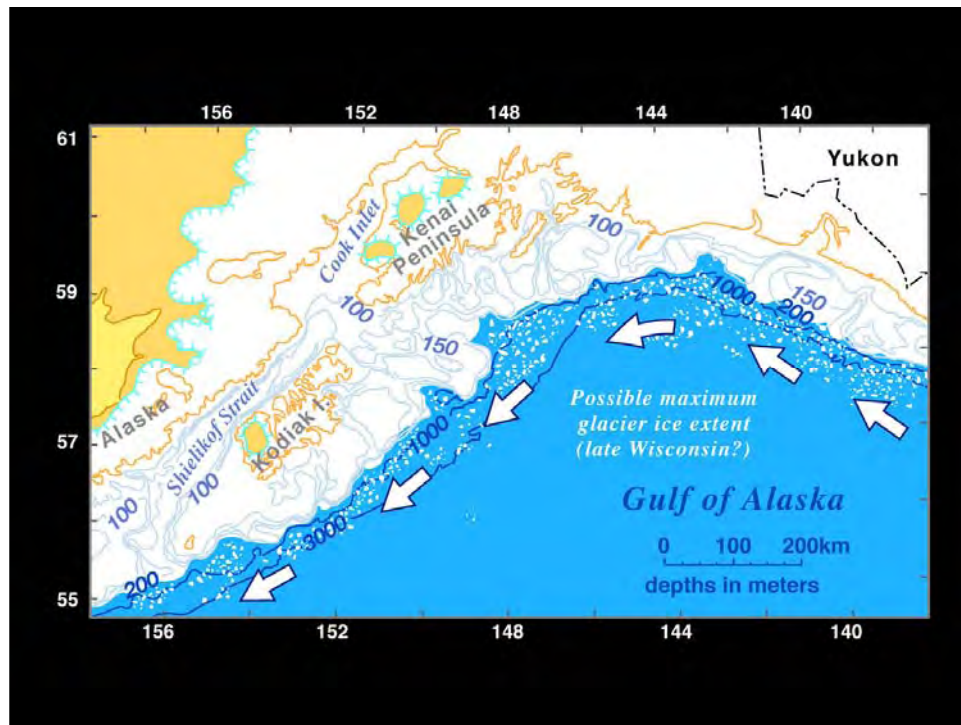 156 152 148 144 140
61
Yukon
Cook Inlet
Kenai
Peninsula
100
59
1000
200
150
100
150
Alaska
Shielikof Strait
Kodiak I.
Possible maximum
glacier ice extent
(late Wisconsin?)
57
1000
100
100
3000
Gulf of Alaska
0 100 200km
depths in meters
200
55
156 152 148 144 140